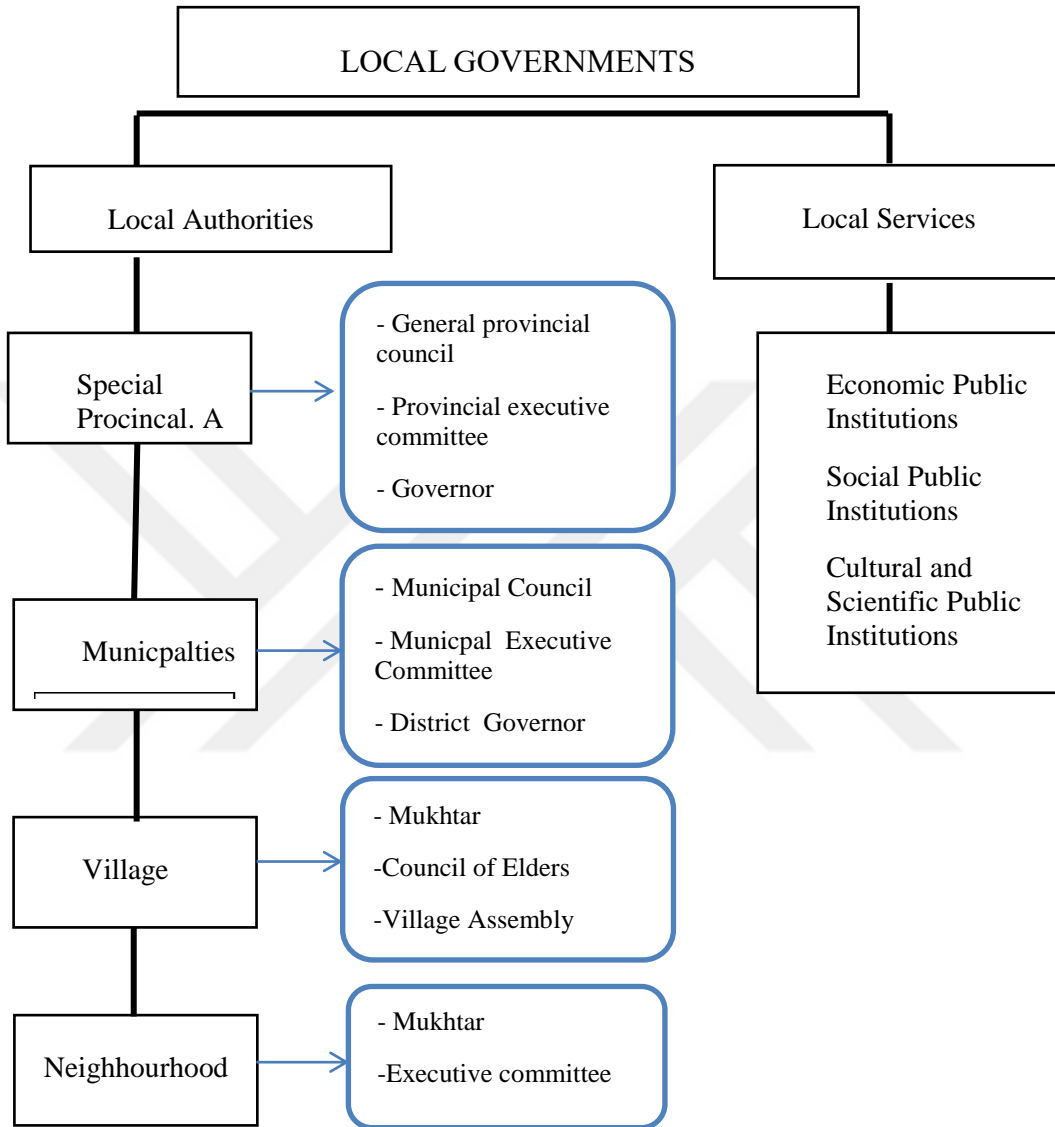 LOCAL GOVERNMENTS
Local Authorities
Local Services
Special
Procincal. A
- General provincial
council
- Provincial executive
committee
- Governor
Economic Public
Institutions
Social Public
Institutions
Cultural and
Scientific Public
Institutions
Municpalties
- Municipal Council
- Municpal Executive
Committee
- District Governor
Village
- Mukhtar
-Council of Elders
-Village Assembly
Neighhourhood
- Mukhtar
-Executive committee